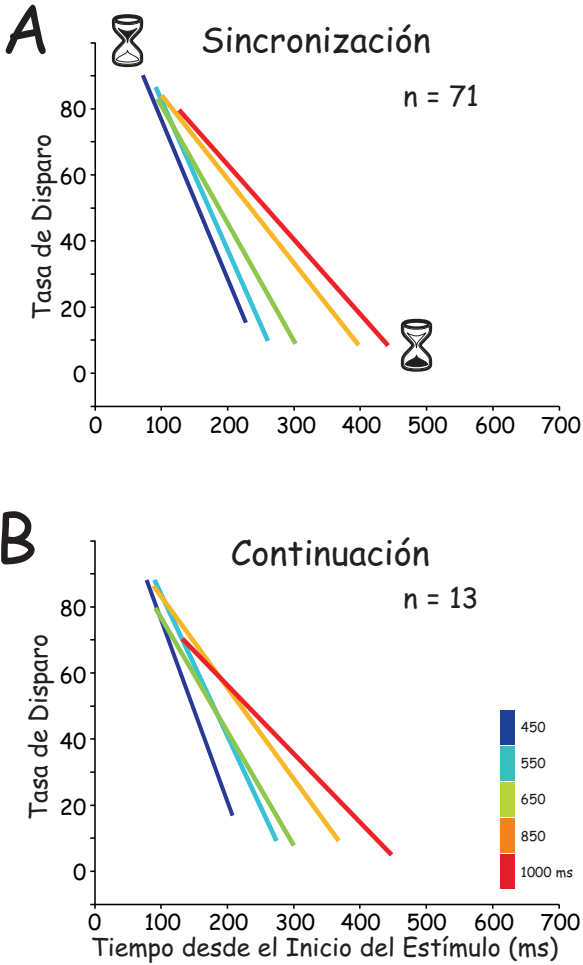 A
Sincronización
n = 71
Tasa de Disparo
80
60
40
20
0
0 100 200 300 400 500 600 700
B
Continuación
n = 13
Tasa de Disparo
80
60
40
20
0
450
550
650
850
1000 ms
0 100 200 300 400 500 600 700
Tiempo desde el Inicio del Estímulo (ms)